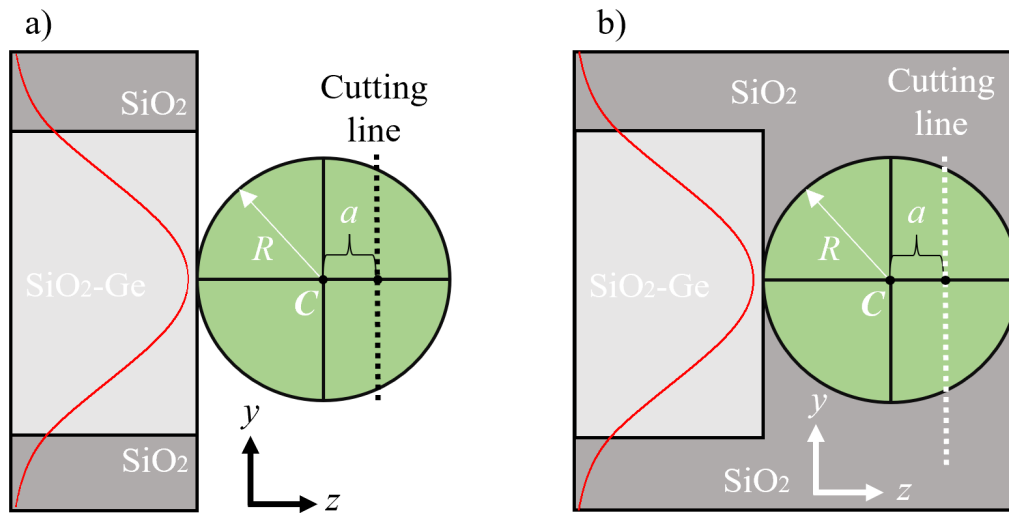 a)
SiO₂
Cutting
line
a
R
SiO₂-Ge
C
y
SiO₂
z
b)
SiO₂
Cutting
line
a
R
SiO₂-Ge
C
y
SiO₂
z